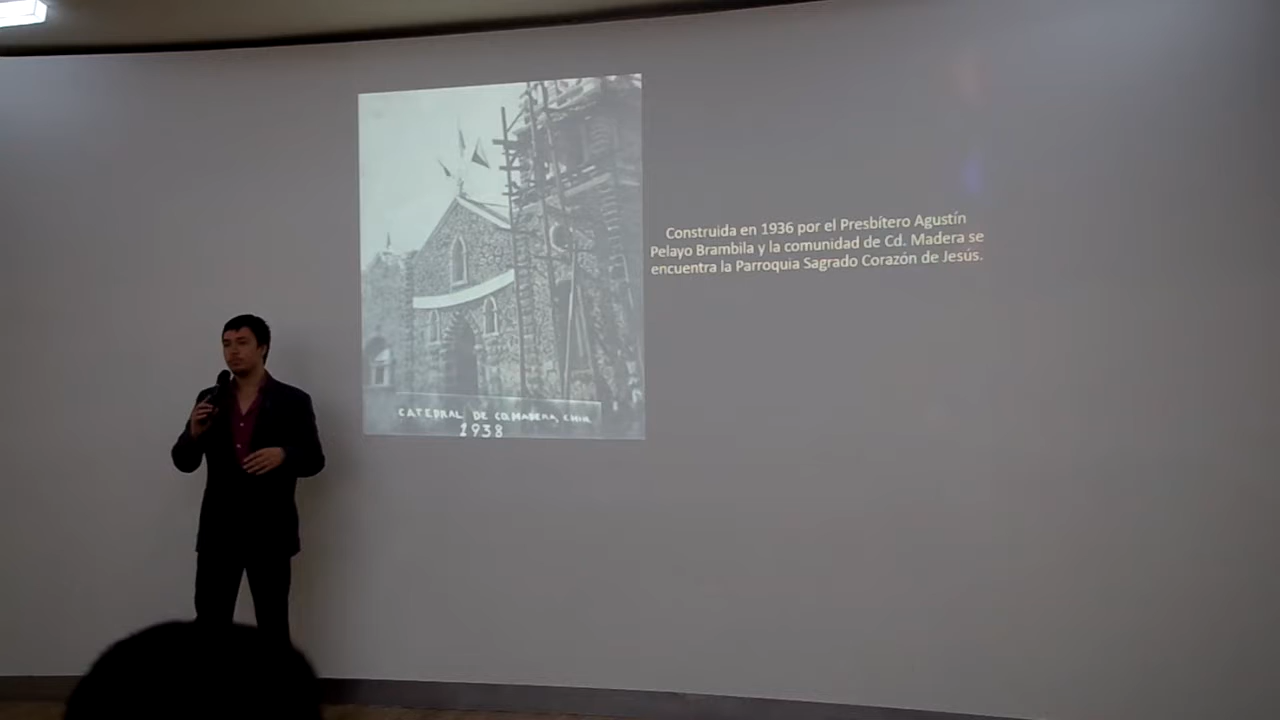 Construida en 1936 por el Presbítero Agustín
Pelayo Brambila y la comunidad de Cd. Madera se
encuentra la Parroquia Sagrado Corazón de Jesús.
CATEDRAL DE CD. MADERA, CHIH.
1938